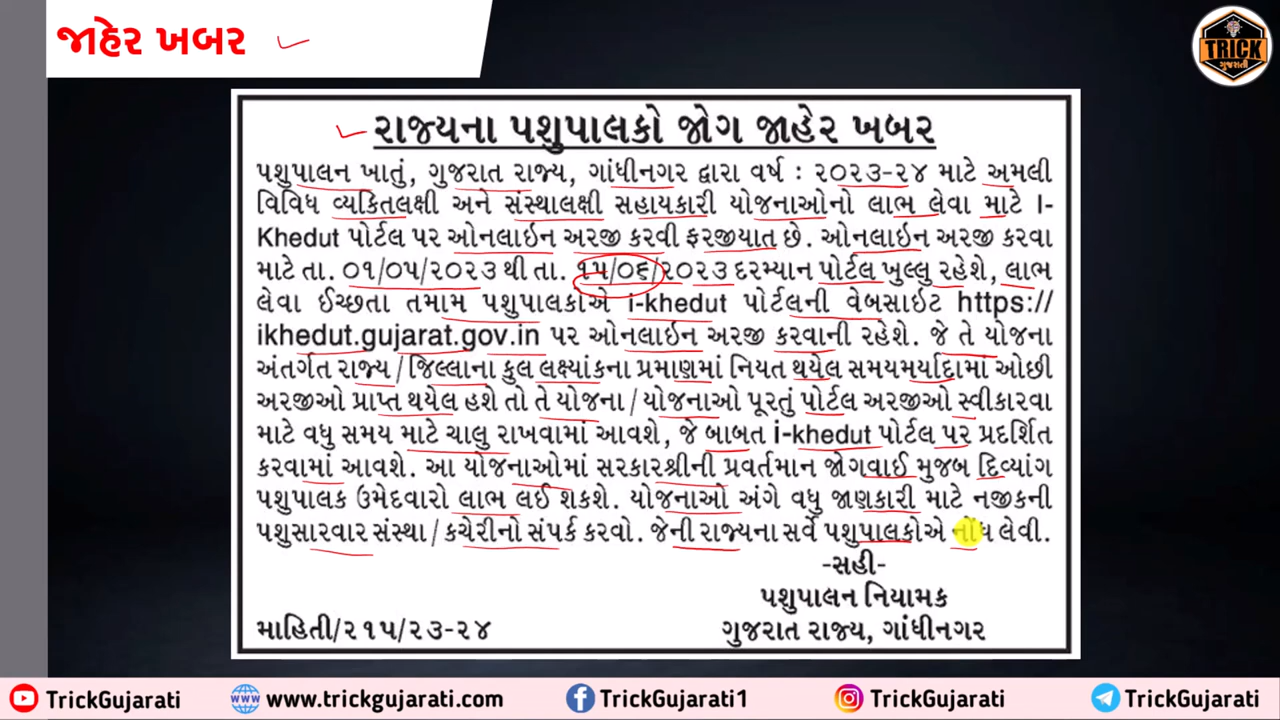 જાહેર ખબર
TRICK
ગુજરાતી
રાજ્યના પશુપાલકો જોગ જાહેર ખબર
પશુપાલન ખાતું, ગુજરાત રાજ્ય, ગાંધીનગર દ્વારા વર્ષ : ૨૦૨૩-૨૪ માટે અમલી
વિવિધ વ્યકિતલક્ષી અને સંસ્થાલક્ષી સહાયકારી યોજનાઓનો લાભ લેવા માટે I-
Khedut પોર્ટલ પર ઓનલાઇન અરજી કરવી ફરજીયાત છે. ઓનલાઇન અરજી કરવા
માટે તા. ૦૧/૦૫/૨૦૨૩ થી તા. ૧૫/૦૬/૨૦૨૩ દરમ્યાન પોર્ટલ ખુલ્લુ રહેશે, લાભ
લેવા ઈચ્છતા તમામ પશુપાલકોએ i-khedut પોર્ટલની વેબસાઇટ https://
ikhedut.gujarat.gov.in પર ઓનલાઇન અરજી કરવાની રહેશે. જે તે યોજના
અંતર્ગત રાજ્ય/જિલ્લાના કુલ લક્ષ્યાંકના પ્રમાણમાં નિયત થયેલ સમયમર્યાદામાં ઓછી
અરજીઓ પ્રાપ્ત થયેલ હશે તો તે યોજના/યોજનાઓ પૂરતું પોર્ટલ અરજીઓ સ્વીકારવા
માટે વધુ સમય માટે ચાલુ રાખવામાં આવશે, જે બાબત i-khedut પોર્ટલ પર પ્રદર્શિત
કરવામાં આવશે. આ યોજનાઓમાં સરકારશ્રીની પ્રવર્તમાન જોગવાઈ મુજબ દિવ્યાંગ
પશુપાલક ઉમેદવારો લાભ લઈ શકશે. યોજનાઓ અંગે વધુ જાણકારી માટે નજીકની
પશુસારવાર સંસ્થા/કચેરીનો સંપર્ક કરવો. જેની રાજ્યના સર્વે પશુપાલકોએ નોંધ લેવી.
-સહી-
પશુપાલન નિયામક
માહિતી/૨૧૫/૨૩-૨૪ ગુજરાત રાજ્ય, ગાંધીનગર
TrickGujarati www.trickgujarati.com TrickGujarati1 TrickGujarati TrickGujarati